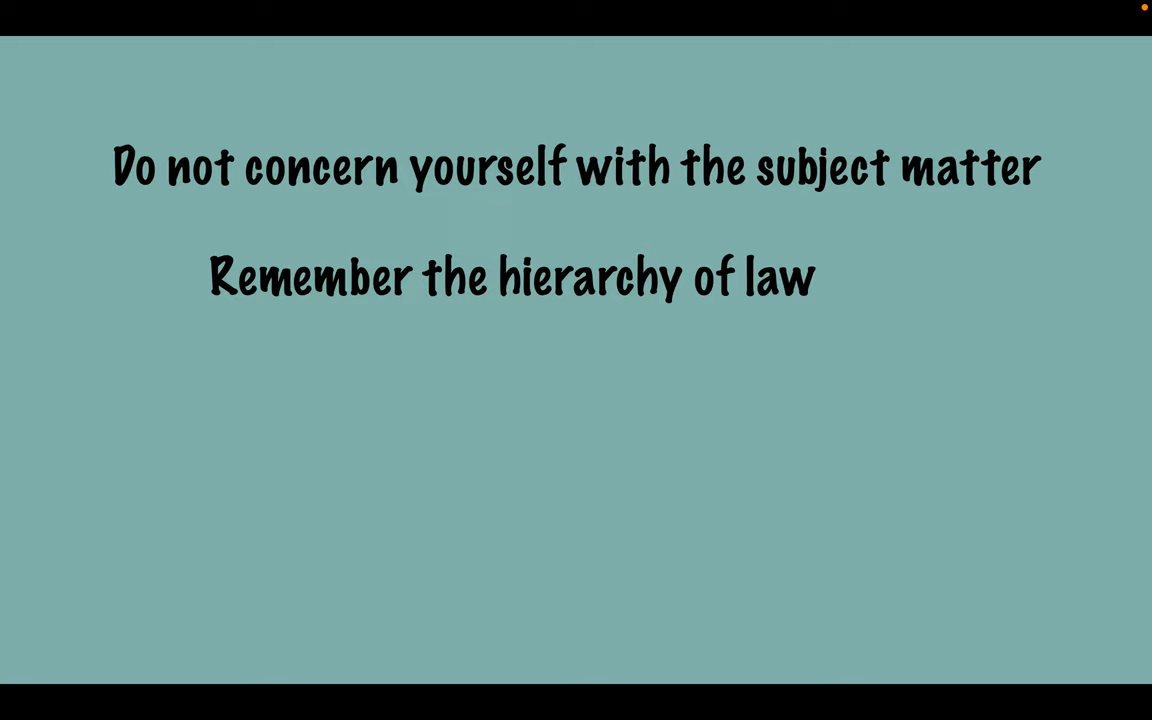 Do not concern yourself with the subject matter
Remember the hierarchy of law